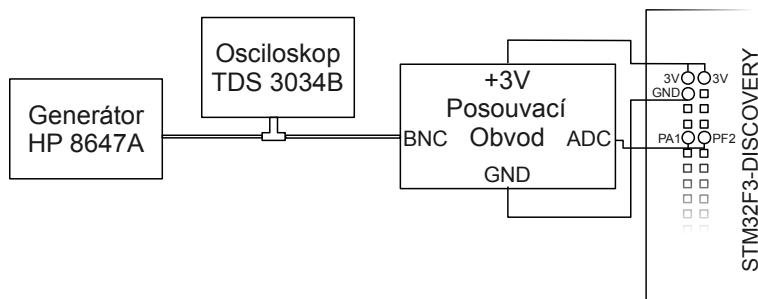 Osciloskop
TDS 3034B
Generátor
HP 8647A
+3V
Posouvací
Obvod
BNC
ADC
GND
3V
3V
GND
PA1
PF2
STM32F3-DISCOVERY